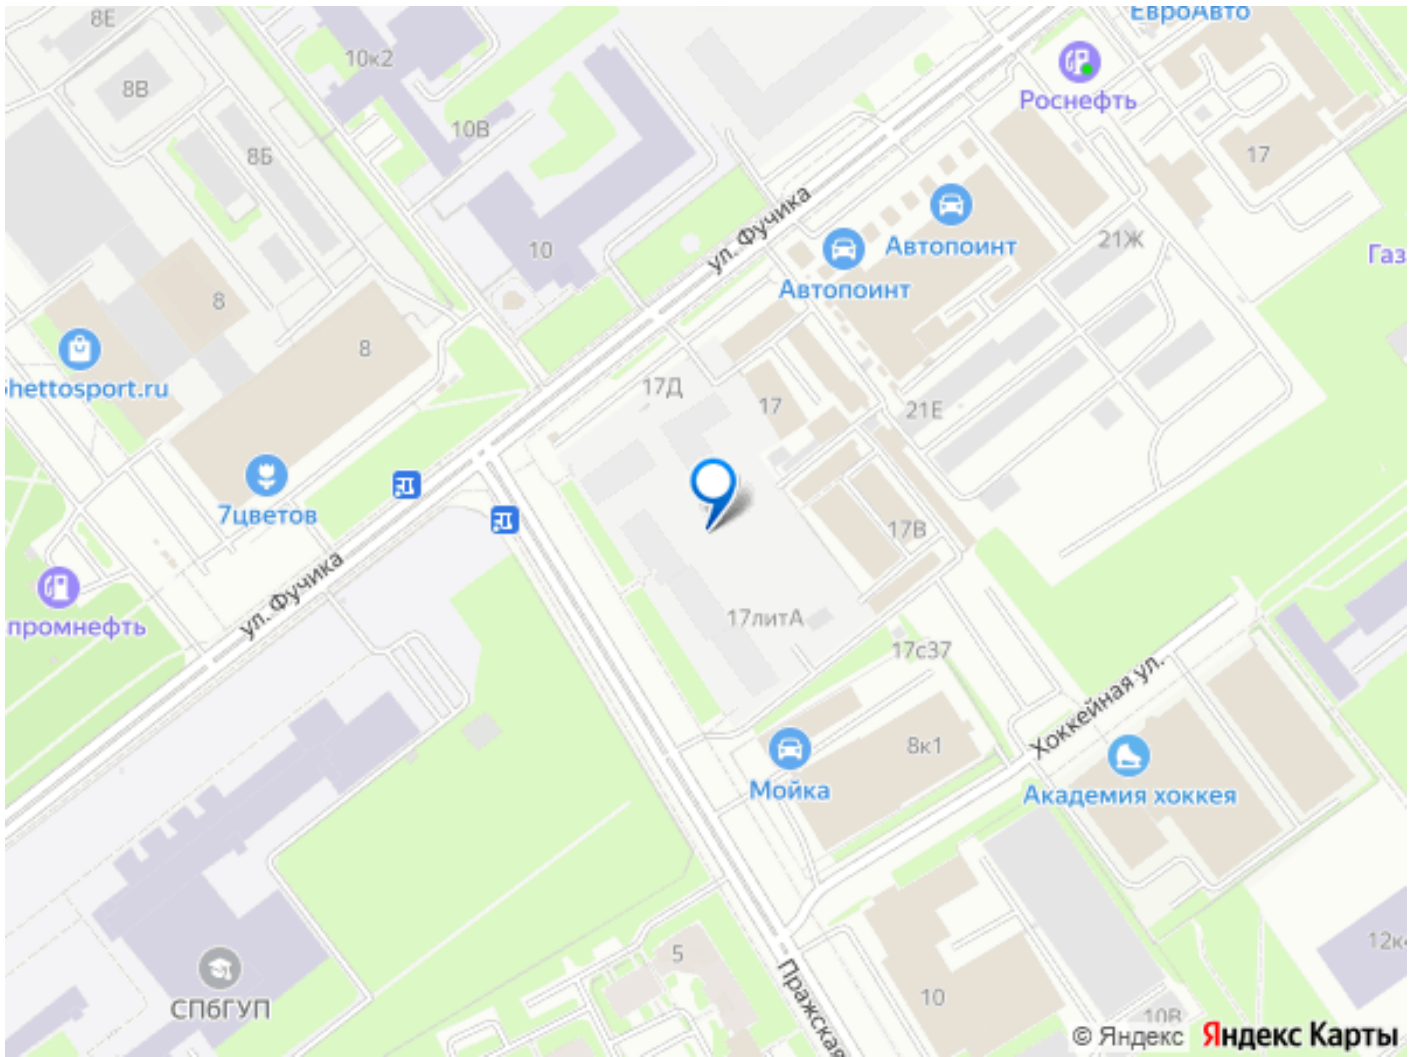 8Е
ЕвроАвто
10к2
Роснефть
8В
10В
8Б
17
ул. Фучика
21Ж
Автопоинт
10
Газ
Автопоинт
8
8
hettosport.ru
17Д
17
21Е
7цветов
17В
ул. Фучика
17литА
промнефть
17с37
Хоккейная ул.
8к1
Мойка
Академия хоккея
12к
5
СПбГУП
10
Пражская
10В
© Яндекс Яндекс Карты